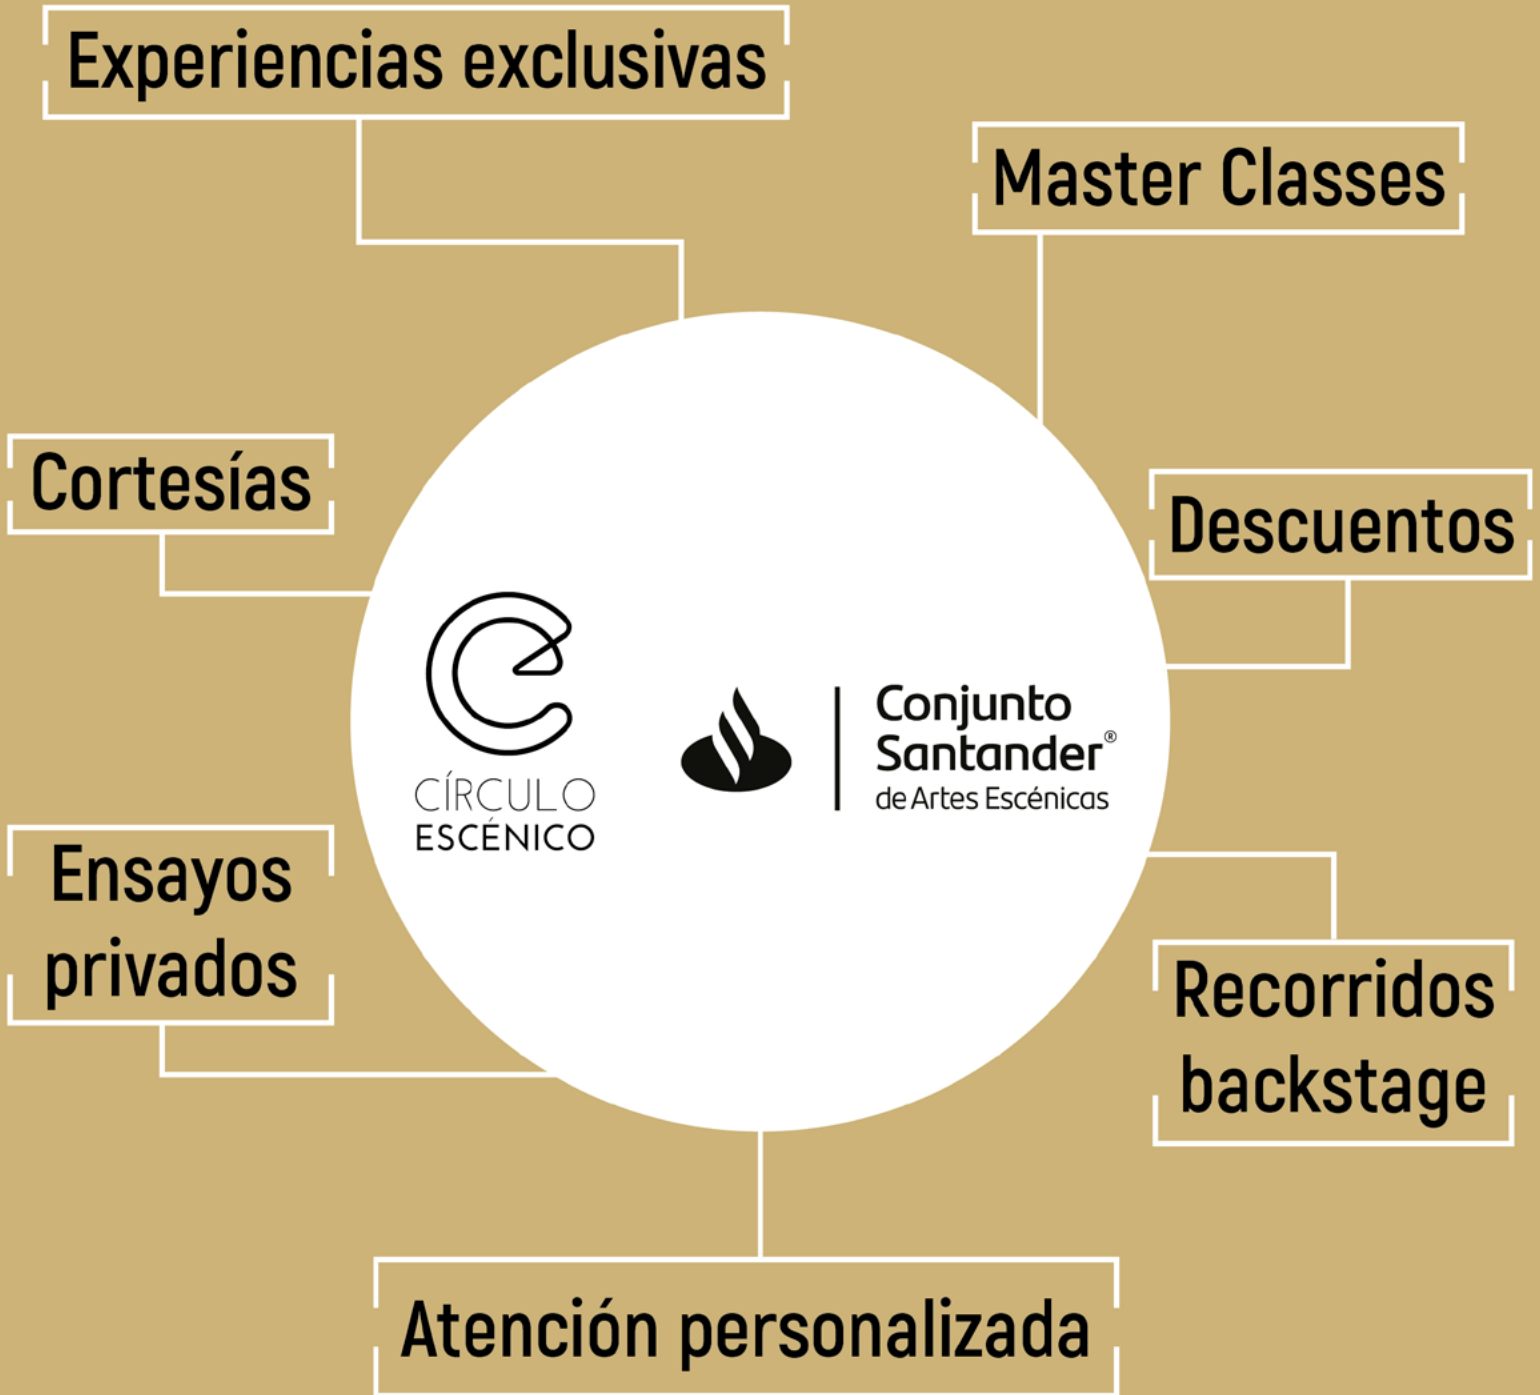 Experiencias exclusivas
Master Classes
Cortesías
Descuentos
CÍRCULO
ESCÉNICO
Conjunto
Santander®
de Artes Escénicas
Ensayos
privados
Recorridos
backstage
Atención personalizada